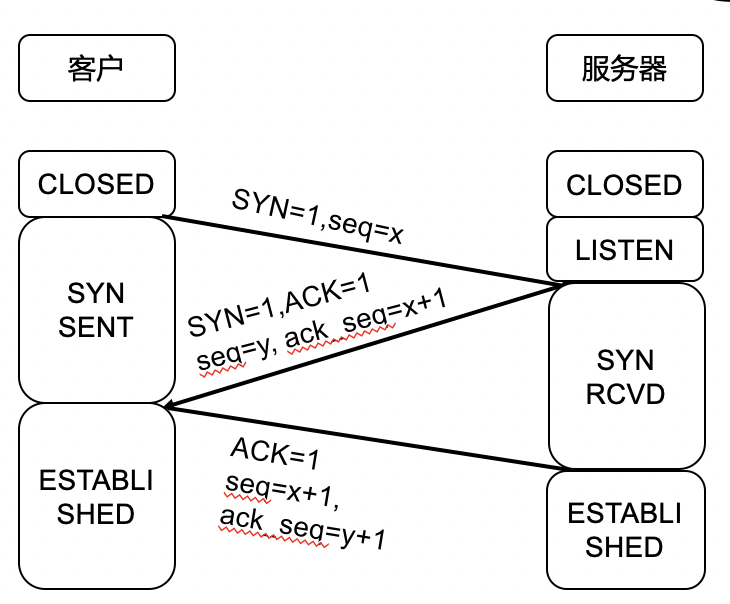 客户
服务器
CLOSED
CLOSED
SYN=1,seq=x
LISTEN
SYN
SENT
SYN=1,ACK=1
seq=y, ack_seq=x+1
SYN
RCVD
ACK=1
seq=x+1,
ack_seq=y+1
ESTABLI
SHED
ESTABLI
SHED